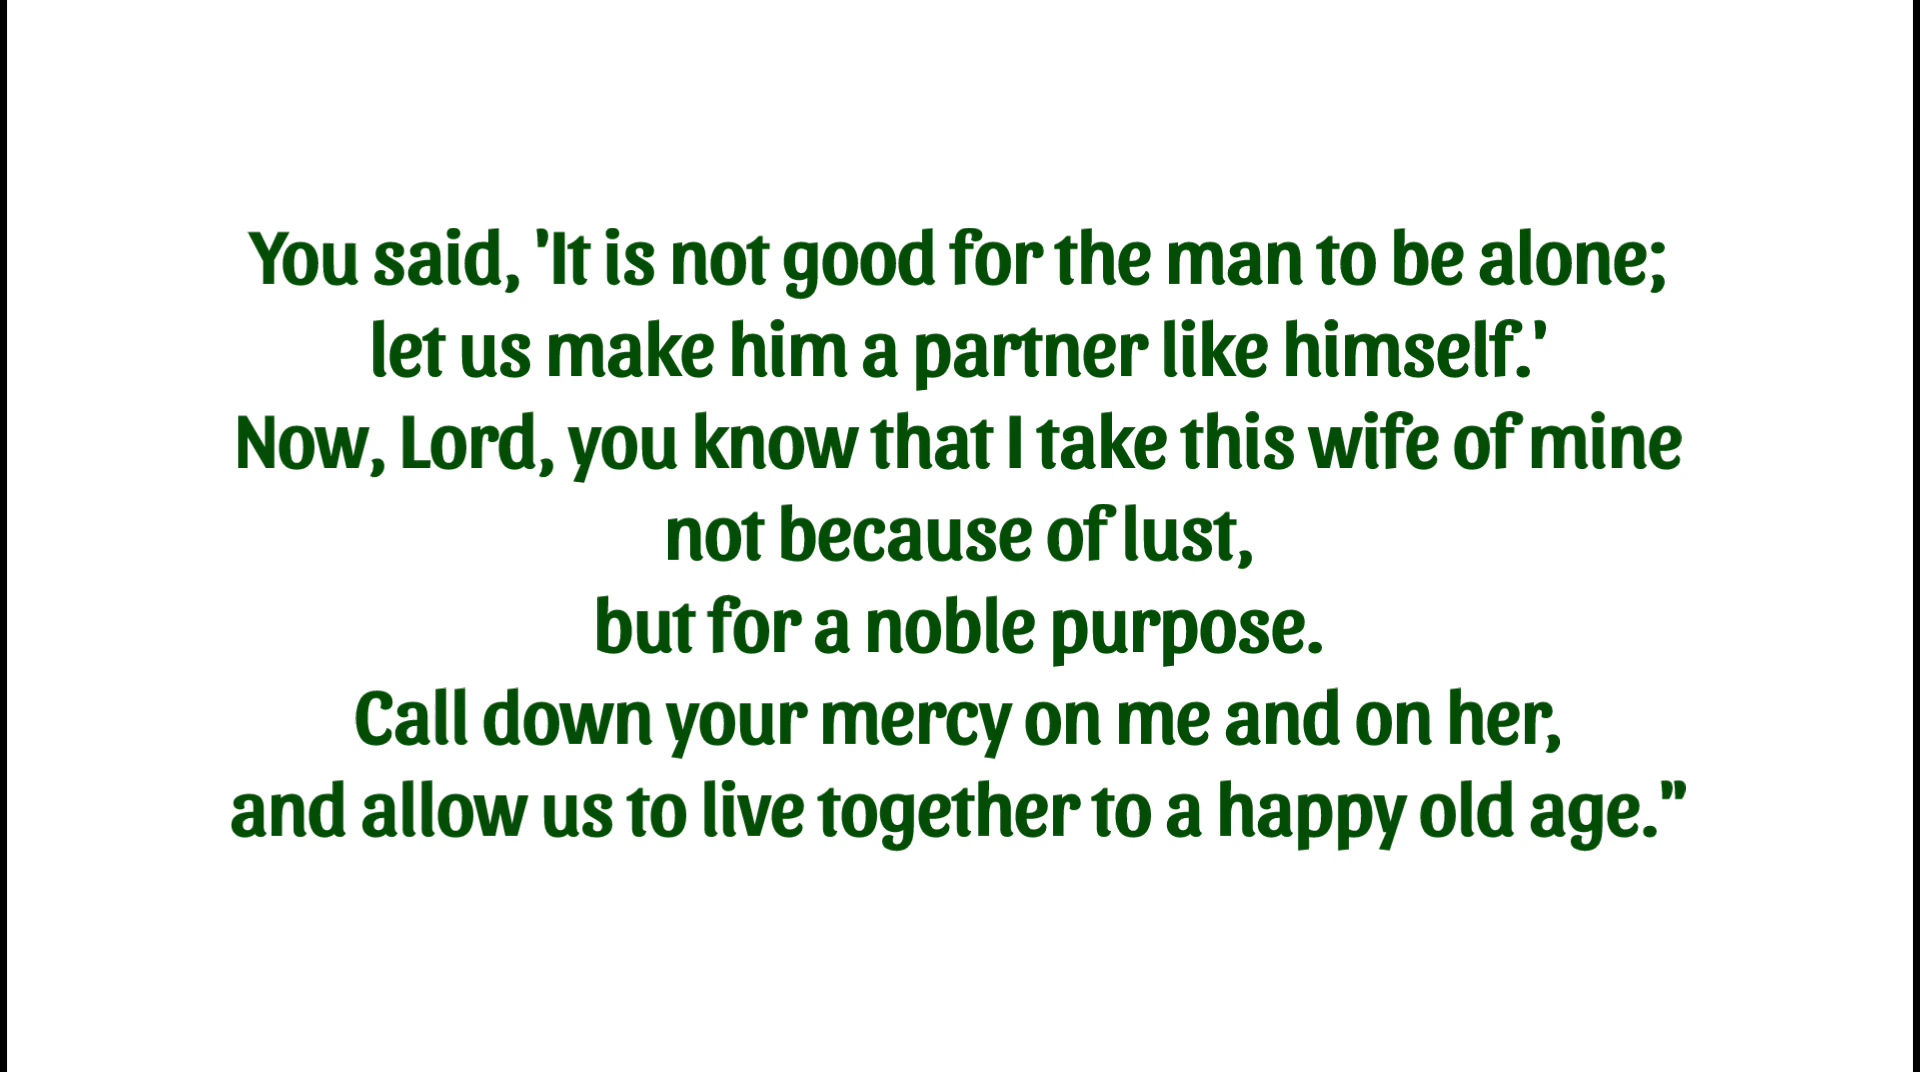 You said, 'It is not good for the man to be alone;
let us make him a partner like himself.'
Now, Lord, you know that I take this wife of mine
not because of lust,
but for a noble purpose.
Call down your mercy on me and on her,
and allow us to live together to a happy old age."